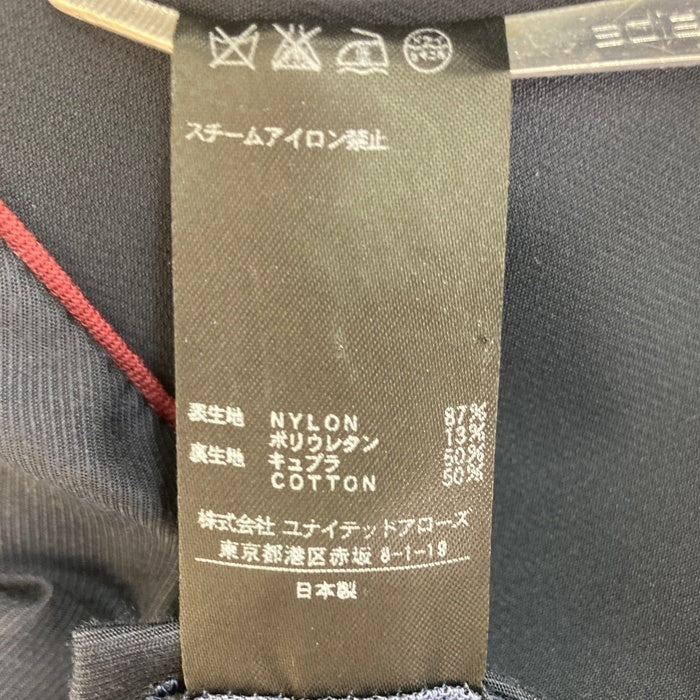 スチームアイロン禁止
表生地 NYLON 87%
ポリウレタン 13%
裏生地 キュプラ 50%
COTTON 50%
株式会社 ユナイテッドアローズ
東京都港区赤坂 8-1-19
日本製